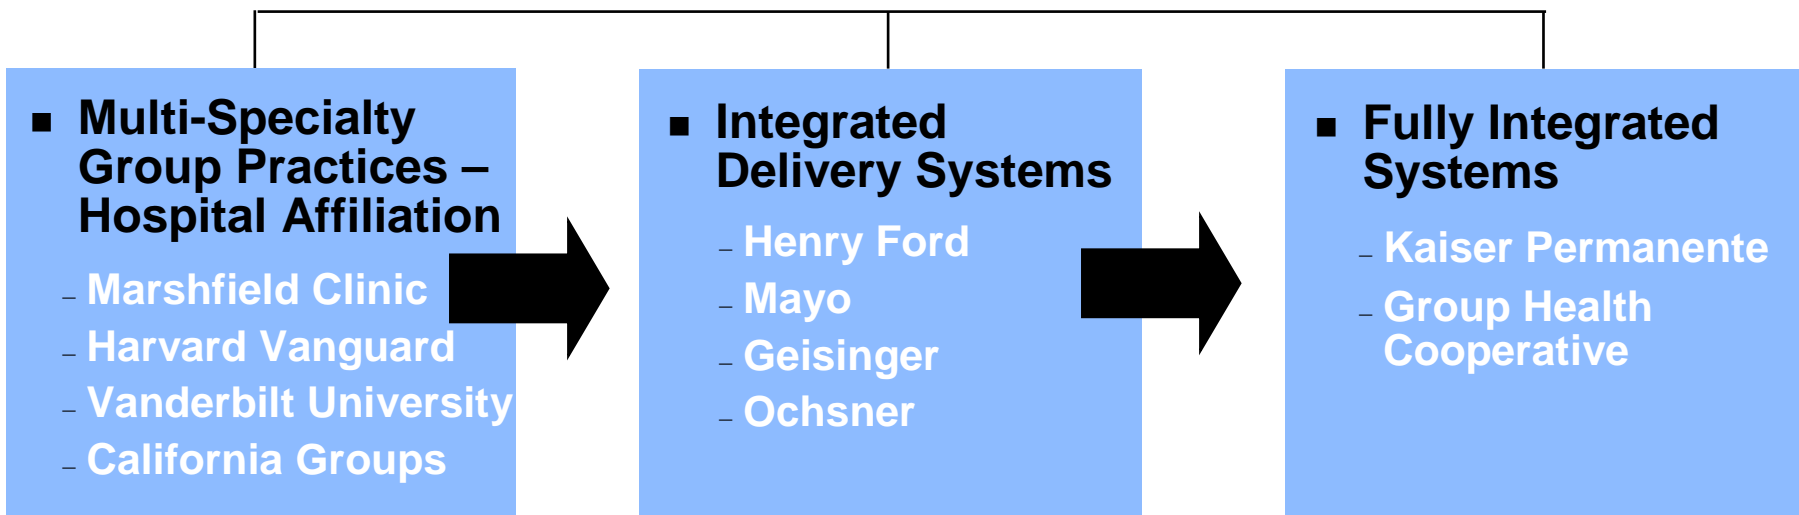 ■ Multi-Specialty
Group Practices –
Hospital Affiliation
– Marshfield Clinic
– Harvard Vanguard
– Vanderbilt University
– California Groups
■ Integrated
Delivery Systems
– Henry Ford
– Mayo
– Geisinger
– Ochsner
■ Fully Integrated
Systems
– Kaiser Permanente
– Group Health
Cooperative